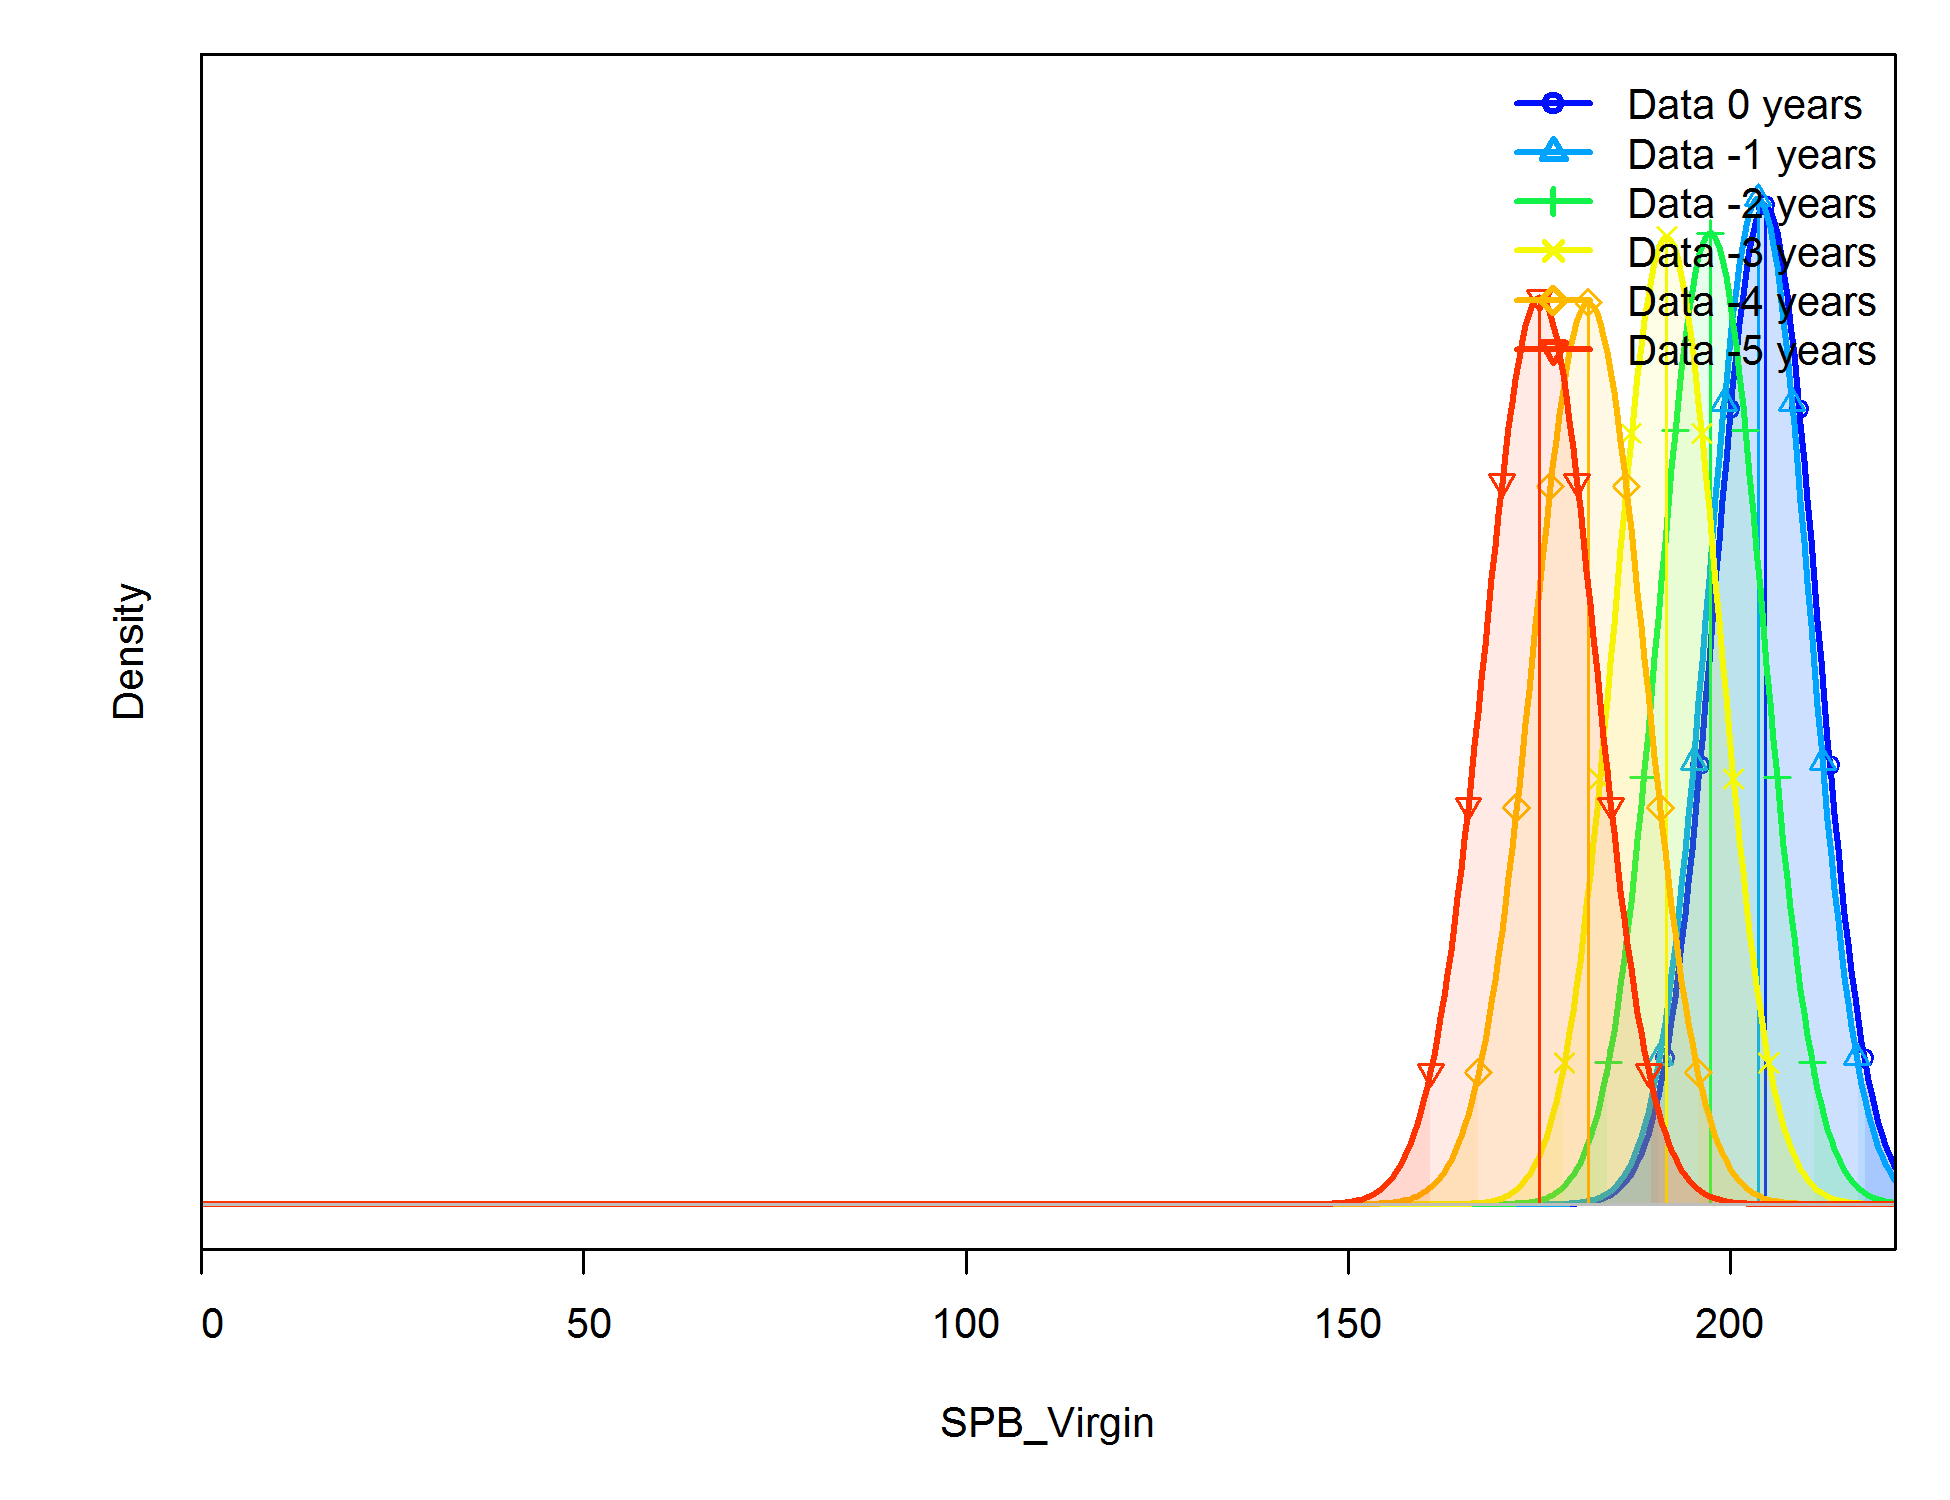 Data 0 years
Data -1 years
Data -2 years
Data -3 years
Data -4 years
Data -5 years
Density
0 50 100 150 200
SPB_Virgin